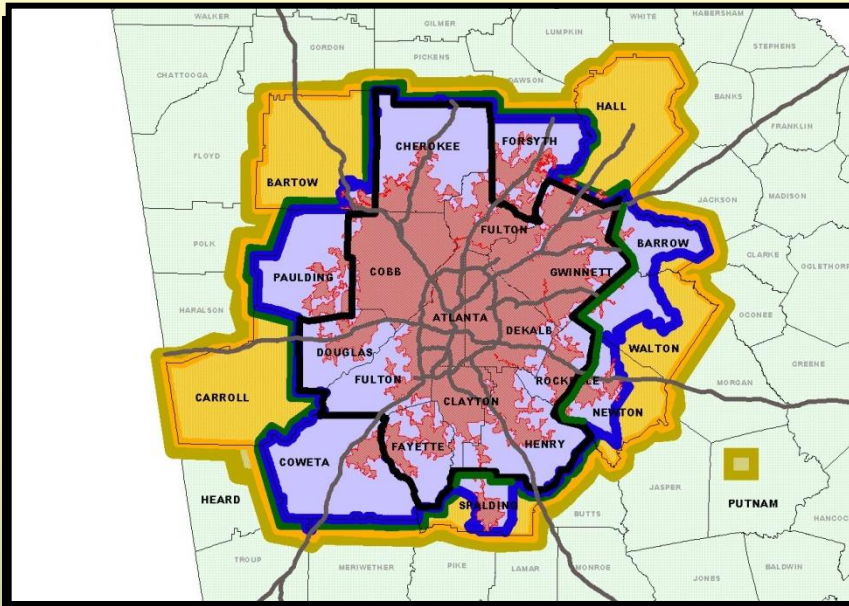 WALKER
GILMER
LUMPKIN
WHITE
HABERSHAM
GORDON
PICKENS
STEPHENS
CHATTOOGA
DAWSON
BANKS
HALL
FRANKLIN
CHEROKEE
FORSYTH
FLOYD
BARTOW
JACKSON
MADISON
FULTON
BARROW
POLK
CLARKE
PAULDING
COBB
GWINNETT
OGLETHORP
HARALSON
ATLANTA
OCONEE
DEKALB
WALTON
DOUGLAS
GREENE
FULTON
ROCKDALE
MORGAN
CARROLL
CLAYTON
NEWTON
FAYETTE
HENRY
COWETA
JASPER
HEARD
SPALDING
BUTTS
PUTNAM
HANCOC
TROUP
MERIWETHER
PIKE
LAMAR
MONROE
JONES
BALDWIN